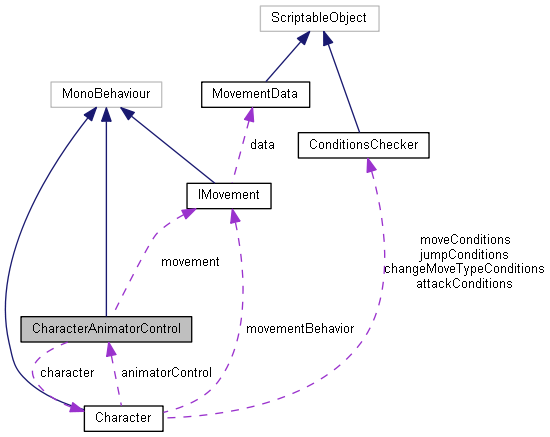 ScriptableObject
MonoBehaviour
MovementData
data
ConditionsChecker
IMovement
moveConditions
jumpConditions
changeMoveTypeConditions
attackConditions
movement
CharacterAnimatorControl
movementBehavior
character
animatorControl
Character